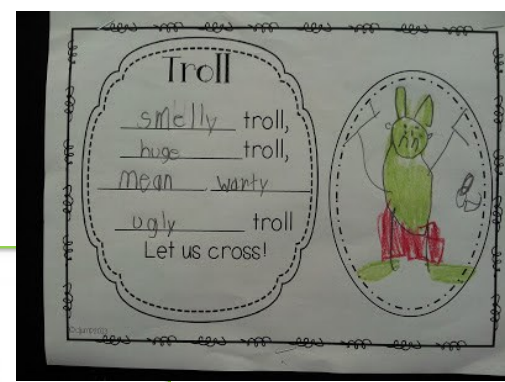 Troll
smelly troll,
huge troll,
mean, warty
ugly troll
Let us cross!